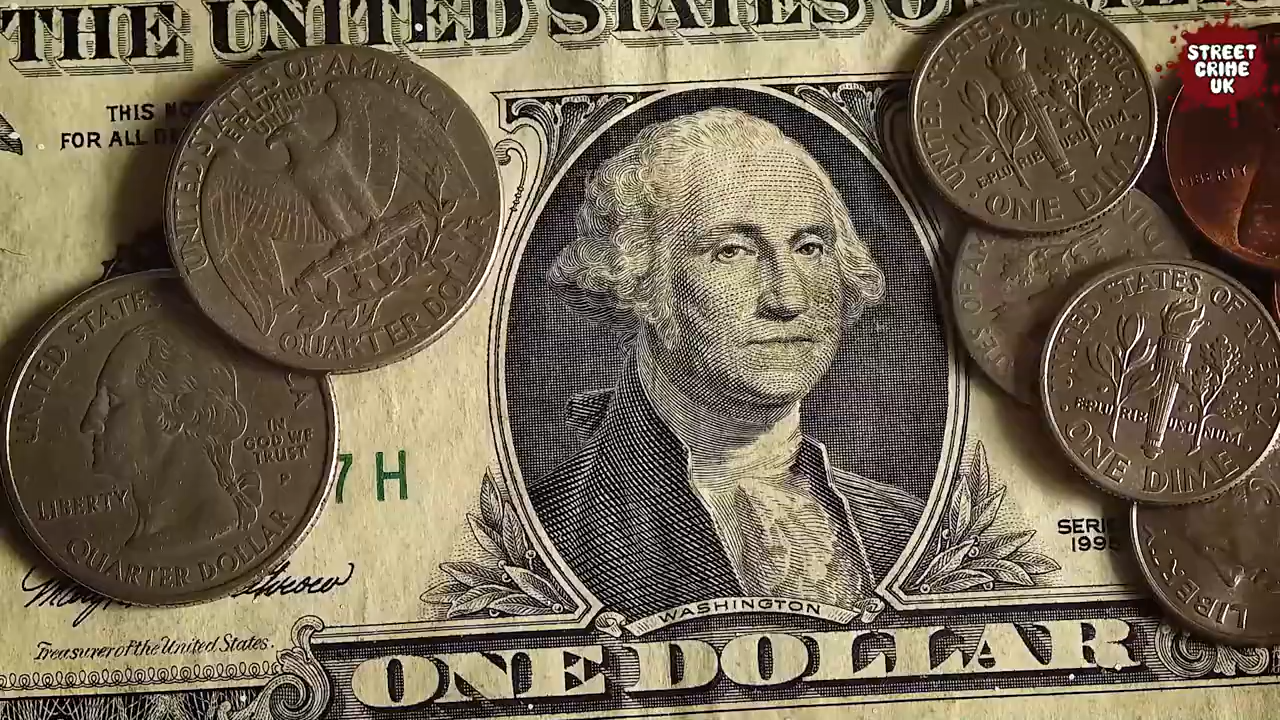 THE UNITED STATES O
THIS NO
FOR ALL D
UNITED STATES OF AMERICA
E PLURIBUS
UNUM
QUARTER DOLLAR
UNITED STATES
IN
GOD WE
TRUST
P
LIBERTY
QUARTER DOLLAR
7 H
Treasurer of the United States.
WASHINGTON
ONE DOLLAR
UNITED STATES OF AMERICA
E PLURIBUS UNUM
ONE DIME
STREET
CRIME
UK
LIBERTY
UNITED STATES OF AMERICA
E PLURIBUS UNUM
ONE DIME
SERIE
1995
LIBERTY